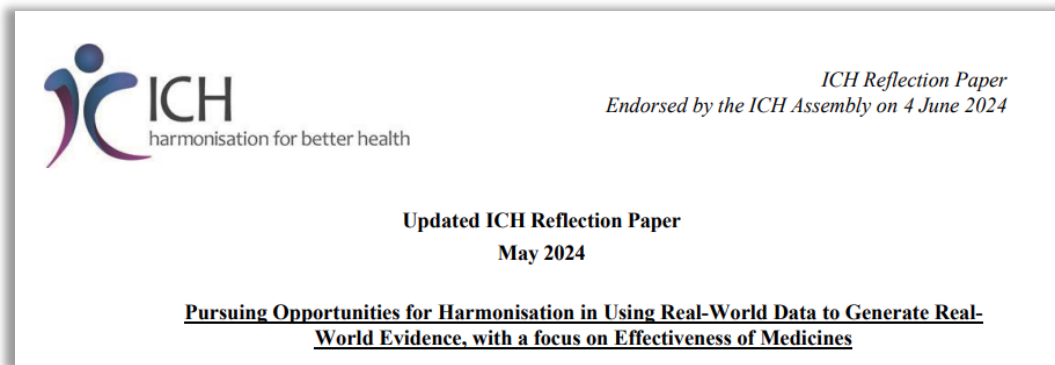 ICH
harmonisation for better health
ICH Reflection Paper
Endorsed by the ICH Assembly on 4 June 2024
Updated ICH Reflection Paper
May 2024
Pursuing Opportunities for Harmonisation in Using Real-World Data to Generate Real-
World Evidence, with a focus on Effectiveness of Medicines